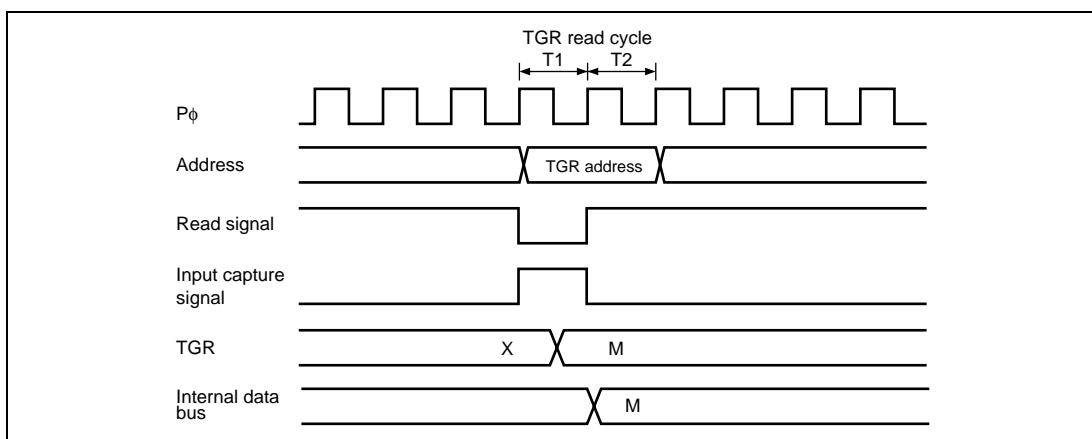 TGR read cycle
T1 T2
Pφ
Address
TGR address
Read signal
Input capture
signal
TGR
X M
Internal data
bus
M